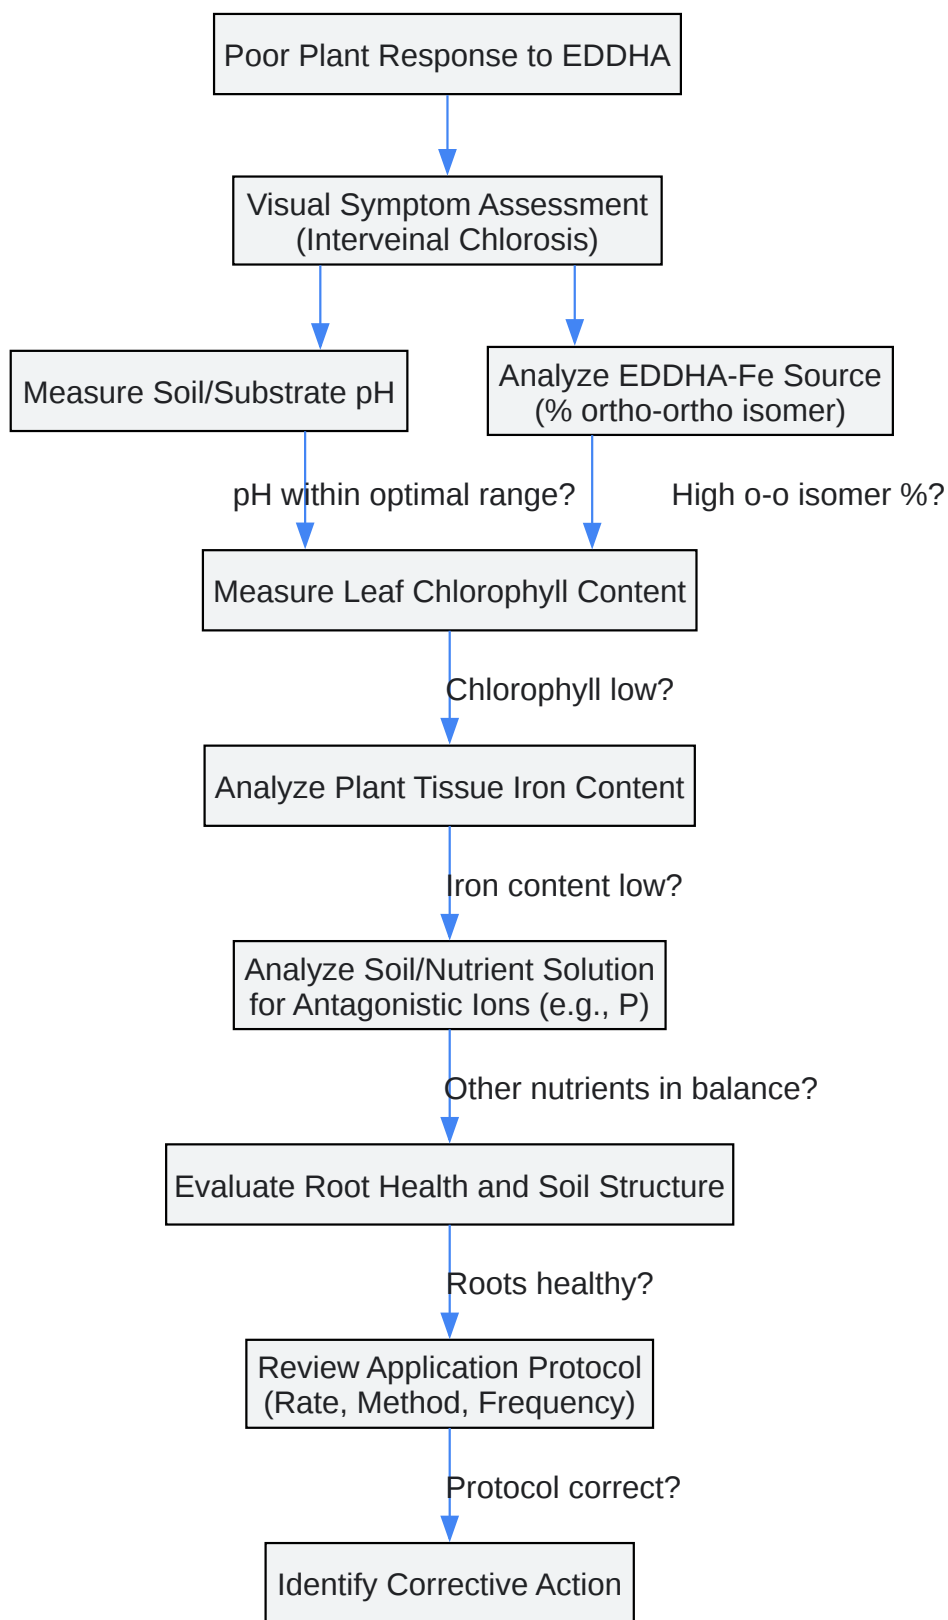 Poor Plant Response to EDDHA
Visual Symptom Assessment
(Interveinal Chlorosis)
Measure Soil/Substrate pH
Analyze EDDHA-Fe Source
(% ortho-ortho isomer)
pH within optimal range?
High o-o isomer %?
Measure Leaf Chlorophyll Content
Chlorophyll low?
Analyze Plant Tissue Iron Content
Iron content low?
Analyze Soil/Nutrient Solution
for Antagonistic Ions (e.g., P)
Other nutrients in balance?
Evaluate Root Health and Soil Structure
Roots healthy?
Review Application Protocol
(Rate, Method, Frequency)
Protocol correct?
Identify Corrective Action